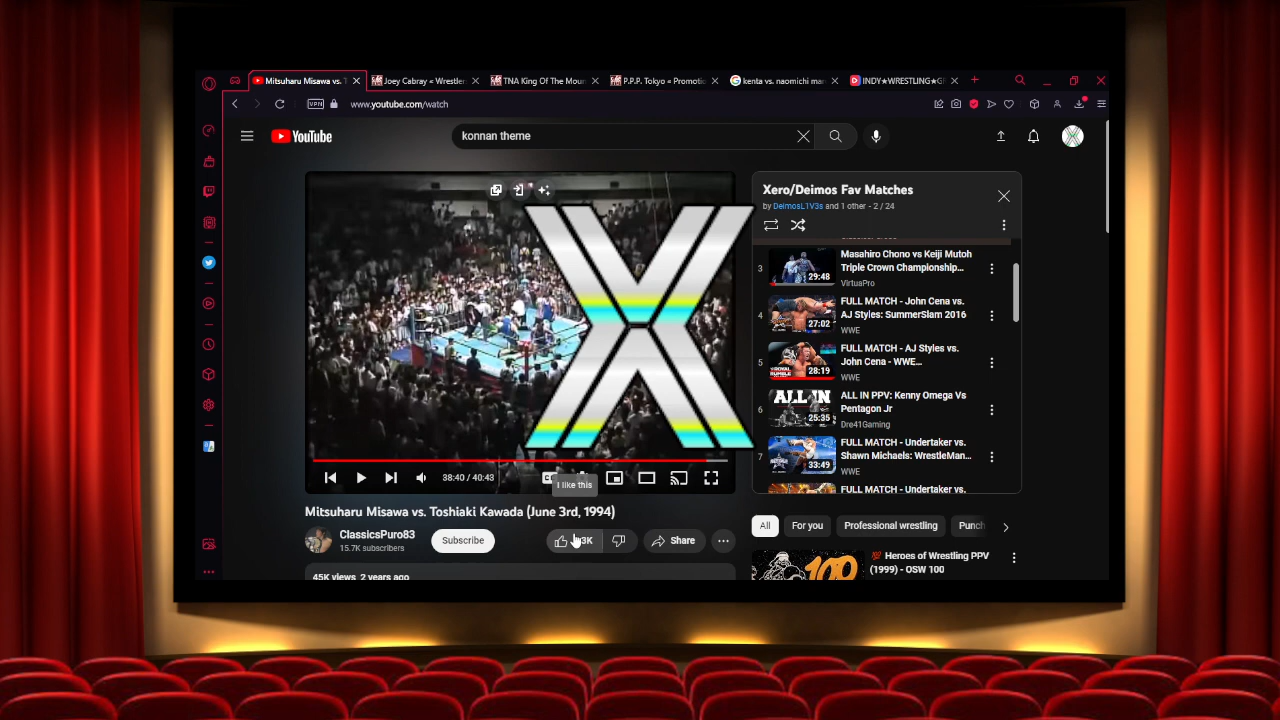 Mitsuharu Misawa vs. T
Joey Cabray « Wrestler
TNA King Of The Moun
P.P.P. Tokyo « Promotio
kenta vs. naomichi mar
INDY★WRESTLING★G
VPN
www.youtube.com/watch
YouTube
konnan theme
Xero/Deimos Fav Matches
by DeimosL1V3s and 1 other - 2 / 24
3
Masahiro Chono vs Keiji Mutoh
Triple Crown Championship...
VirtuaPro
29:48
4
FULL MATCH - John Cena vs.
AJ Styles: SummerSlam 2016
WWE
27:02
5
FULL MATCH - AJ Styles vs.
John Cena - WWE...
WWE
28:19
6
ALL IN PPV: Kenny Omega Vs
Pentagon Jr
Dre41Gaming
ALL IN
25:35
7
FULL MATCH - Undertaker vs.
Shawn Michaels: WrestleMan...
WWE
33:49
FULL MATCH - Undertaker vs.
X
38:40 / 40:43
I like this
Mitsuharu Misawa vs. Toshiaki Kawada (June 3rd, 1994)
ClassicsPuro83
15.7K subscribers
Subscribe
3K
Share
45K views 2 years ago
All
For you
Professional wrestling
Punch
100
💯 Heroes of Wrestling PPV
(1999) - OSW 100